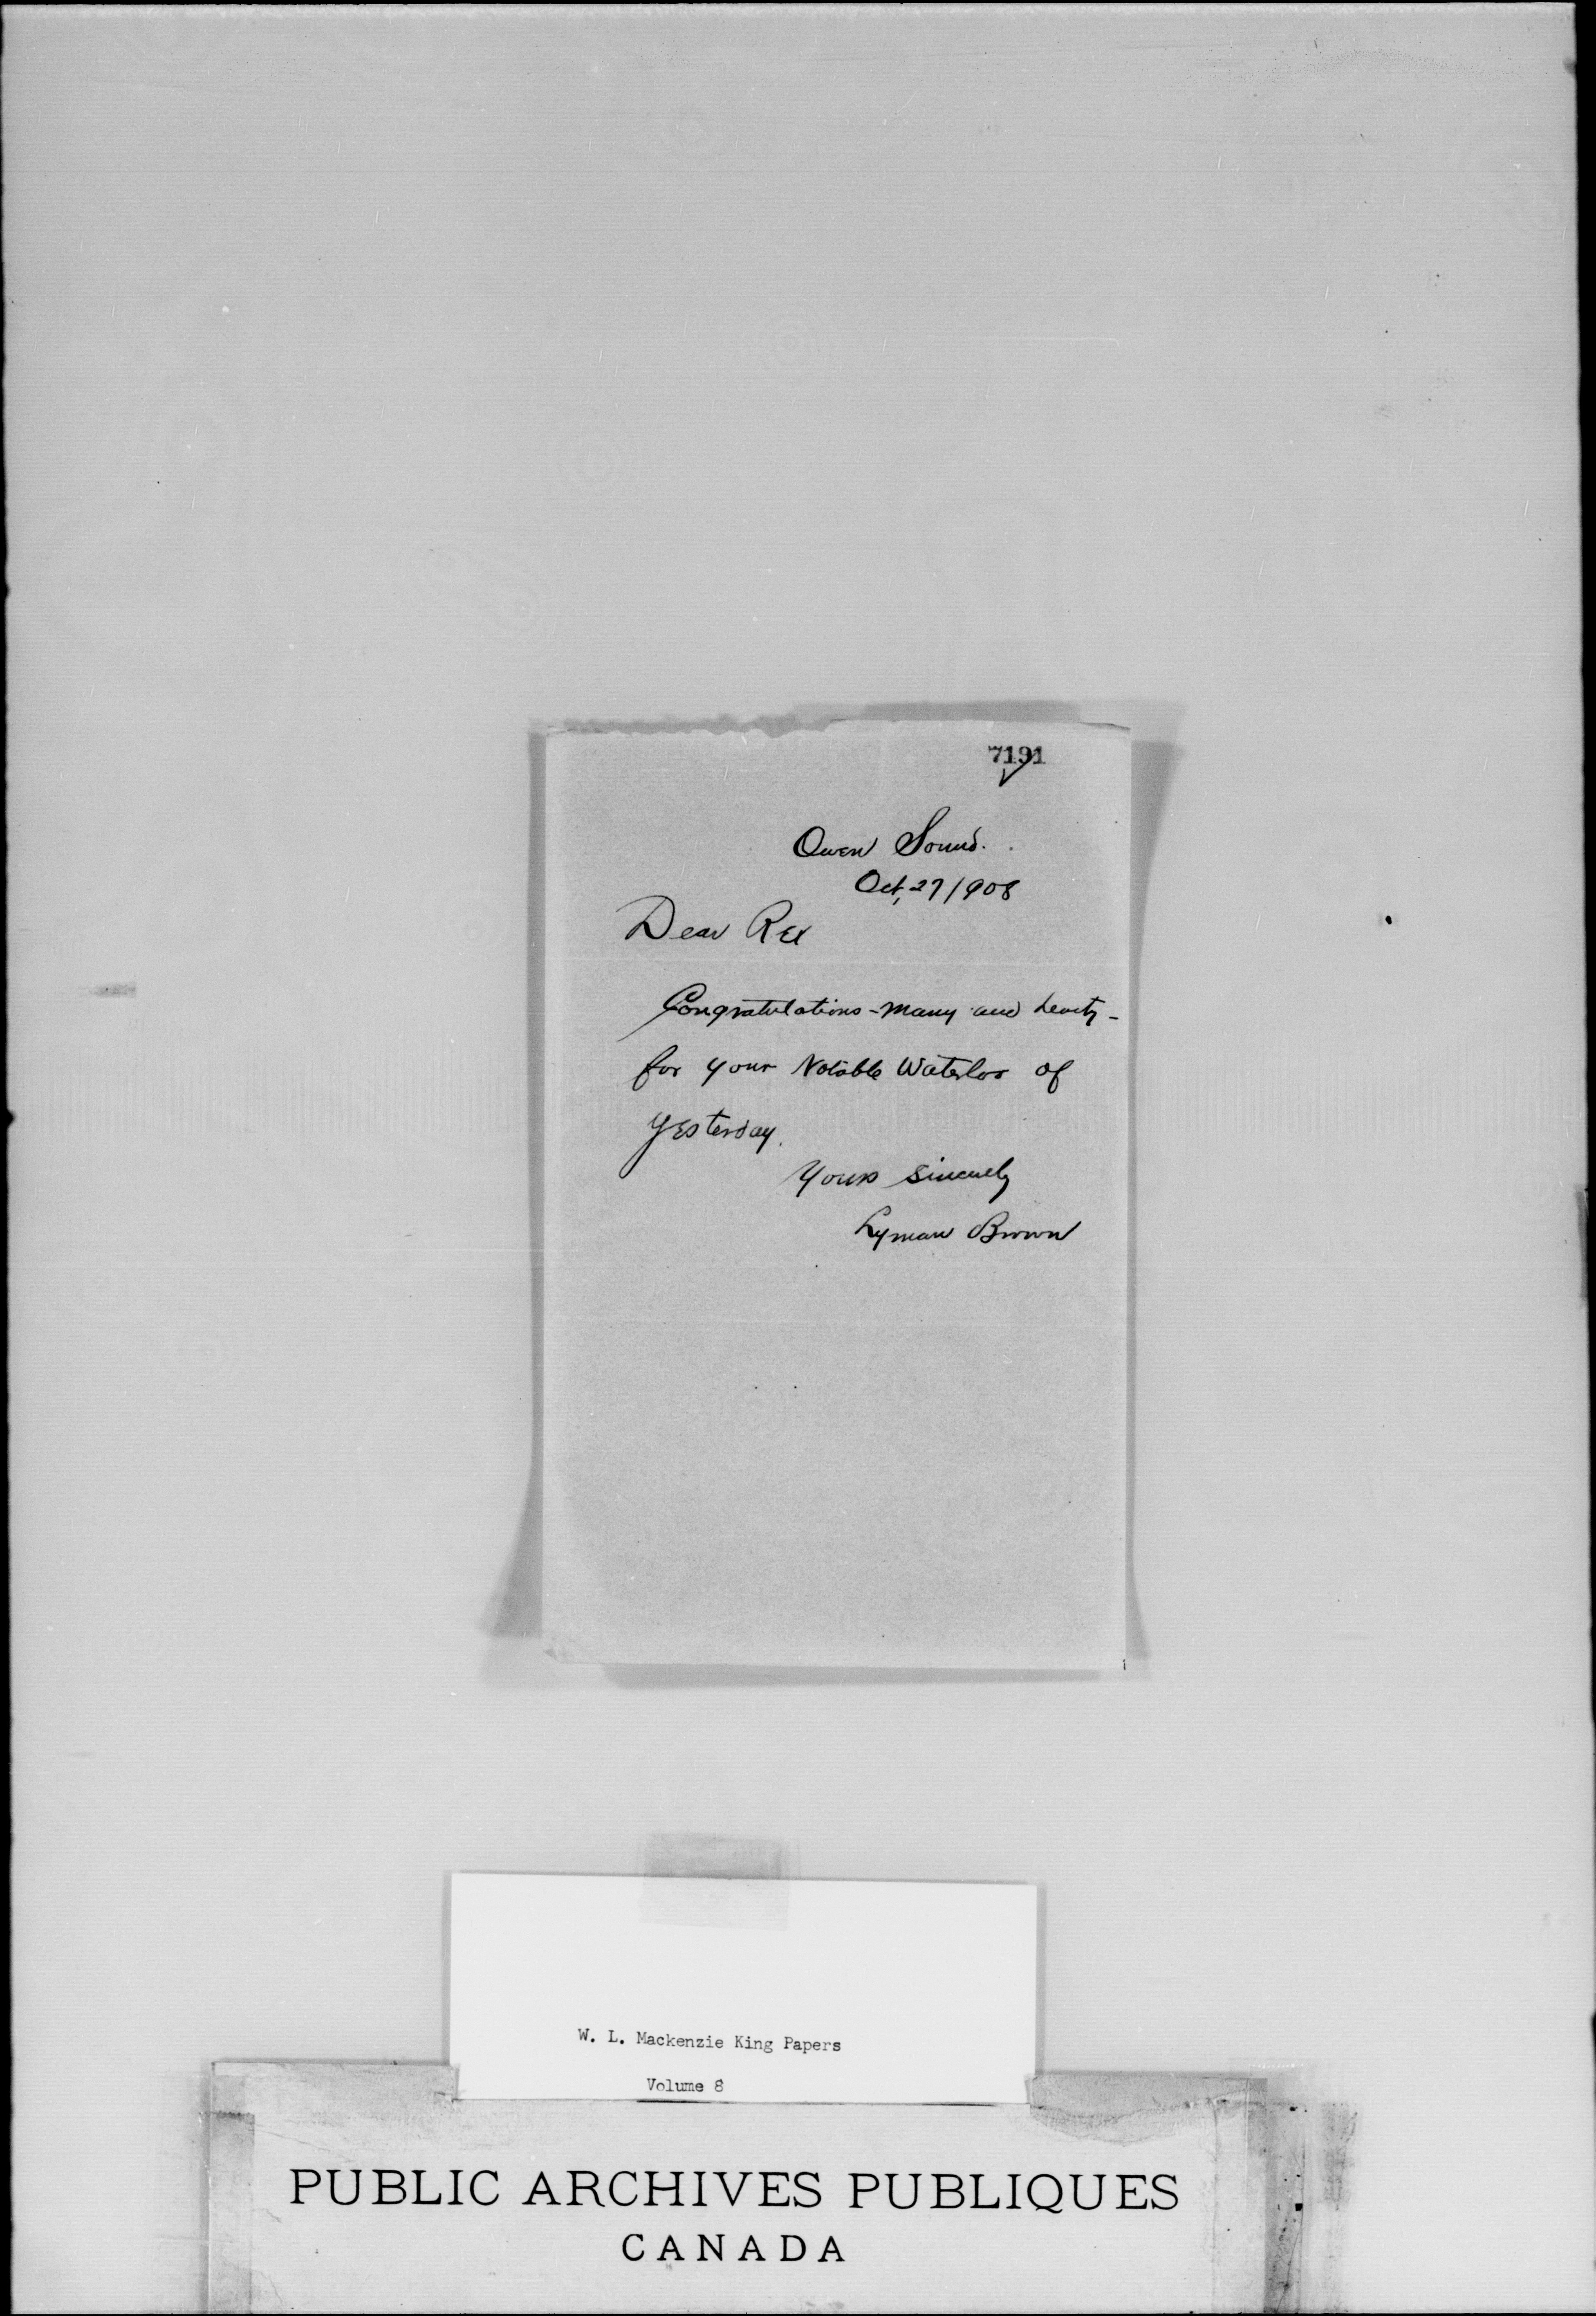 7191
Owen Sound.
Oct, 27/908
Dear Rex
Congratulations - many and hearty -
for your Notable Waterloo of
yesterday.
Yours sincerely
Lyman Brown
W. L. Mackenzie King Papers
Volume 8
PUBLIC ARCHIVES PUBLIQUES
CANADA